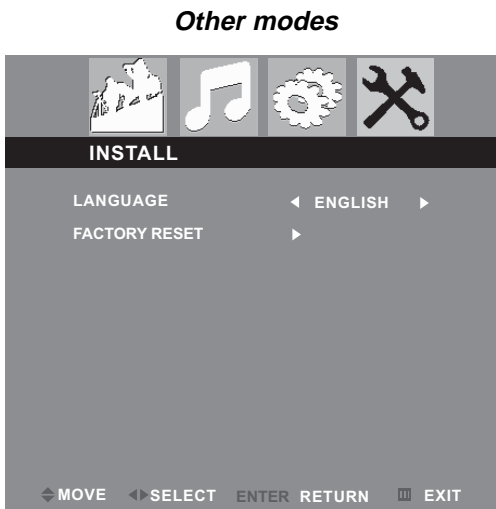 Other modes
INSTALL
LANGUAGE ENGLISH
FACTORY RESET
MOVE SELECT ENTER RETURN EXIT